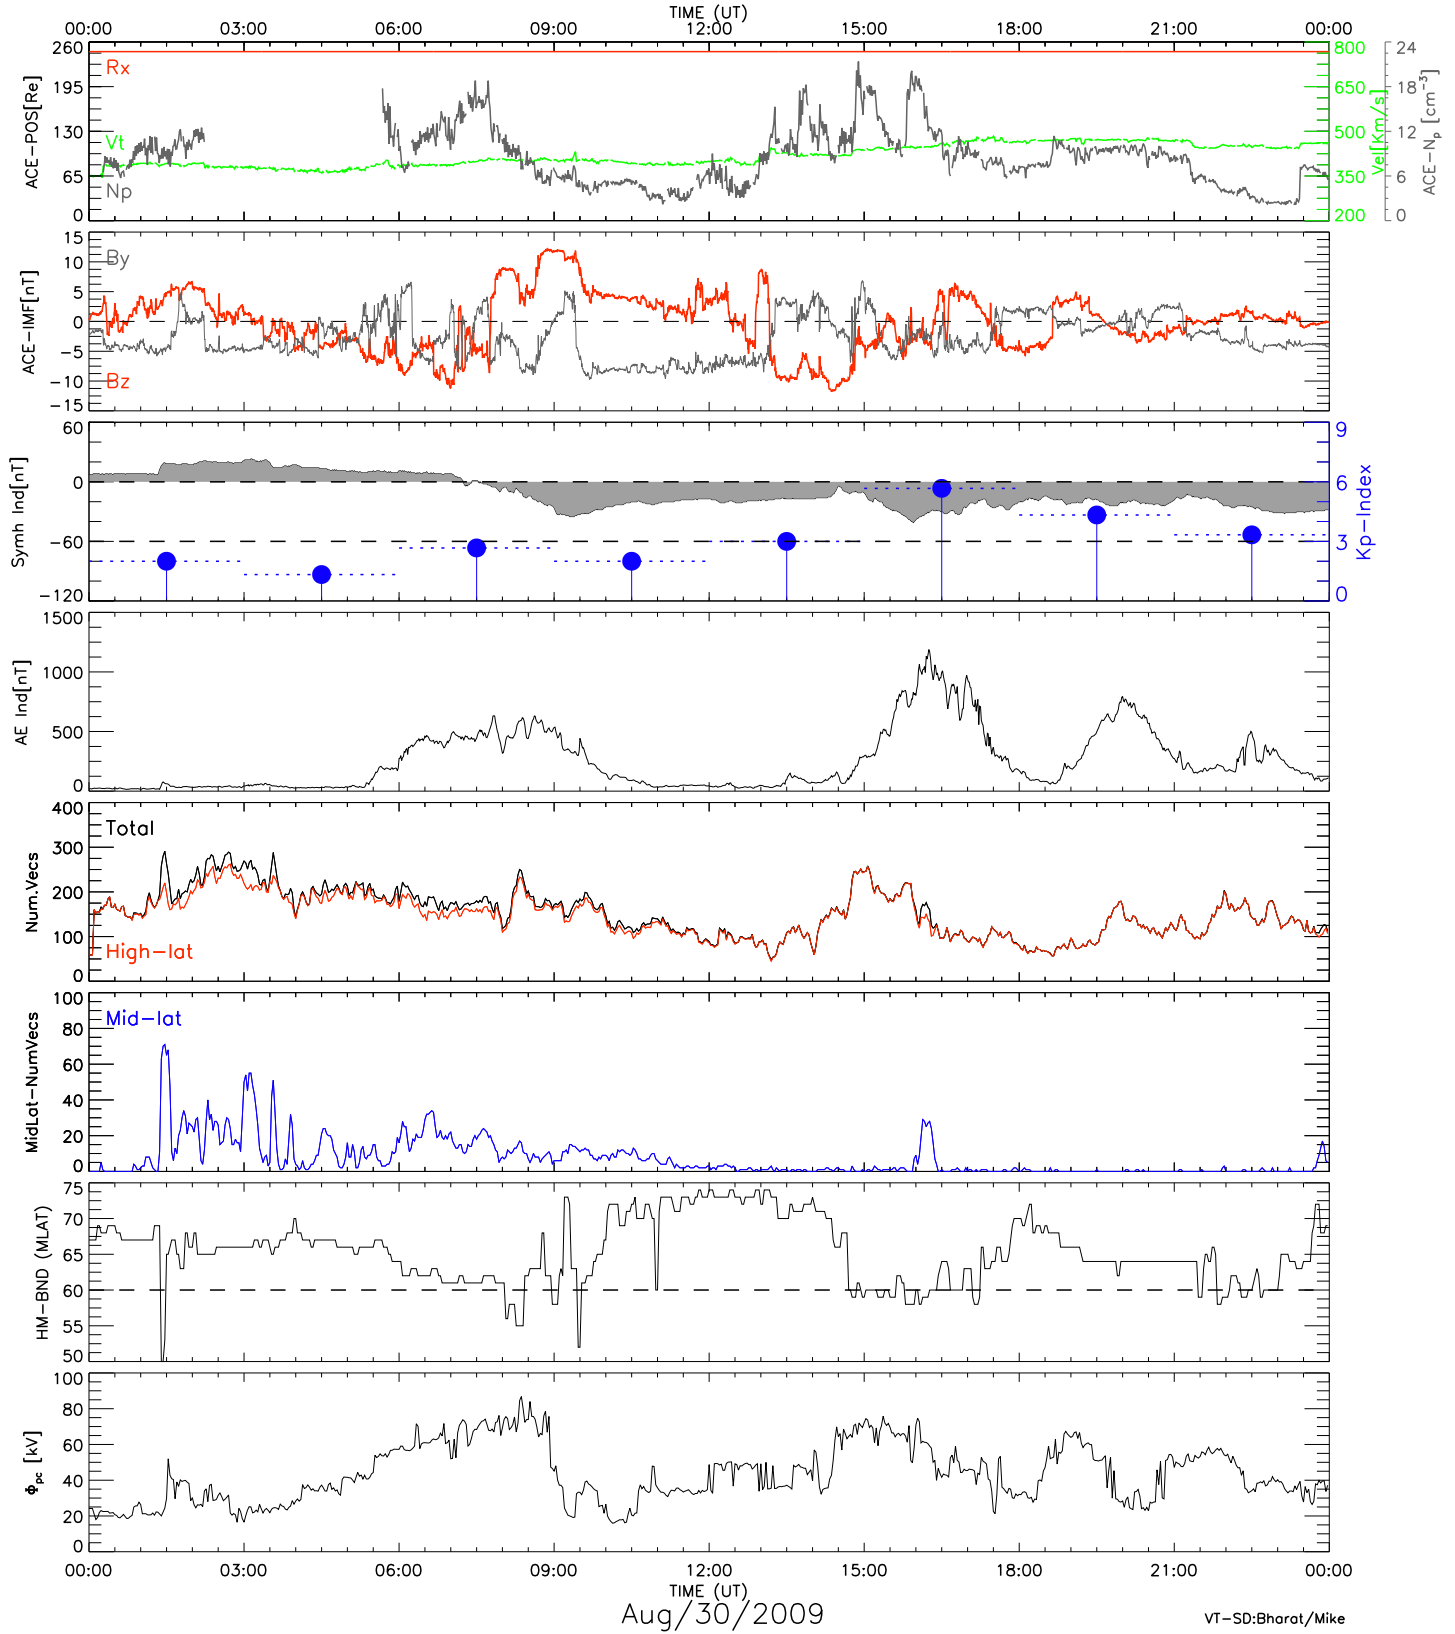 TIME (UT)
00:00 03:00 06:00 09:00 12:00 15:00 18:00 21:00 00:00
ACE-POS[Re]
260
195
130
65
0
Rx
Vt
Np
800
650
500
350
200
Vel[Km/s]
24
18
12
6
0
ACE-Np [cm-3]
ACE-IMF[nT]
15
10
5
0
-5
-10
-15
By
Bz
Symh Ind[nT]
60
0
-60
-120
9
6
3
0
Kp-Index
AE Ind[nT]
1500
1000
500
0
Num.Vecs
400
300
200
100
0
Total
High-lat
MidLat-NumVecs
100
80
60
40
20
0
Mid-lat
HM-BND (MLAT)
75
70
65
60
55
50
Φpc [kV]
100
80
60
40
20
0
00:00 03:00 06:00 09:00 12:00 15:00 18:00 21:00 00:00
TIME (UT)
Aug/30/2009
VT-SD:Bharat/Mike